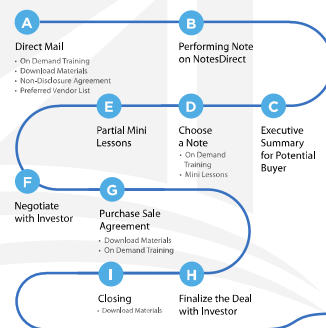 A
Direct Mail
• On Demand Training
• Download Materials
• Non-Disclosure Agreement
• Preferred Vendor List
B
Performing Note
on NotesDirect
C
Executive
Summary
for Potential
Buyer
D
Choose
a Note
• On Demand
Training
• Mini Lessons
E
Partial Mini
Lessons
F
Negotiate
with Investor
G
Purchase Sale
Agreement
• Download Materials
• On Demand Training
H
Finalize the Deal
with Investor
I
Closing
• Download Materials